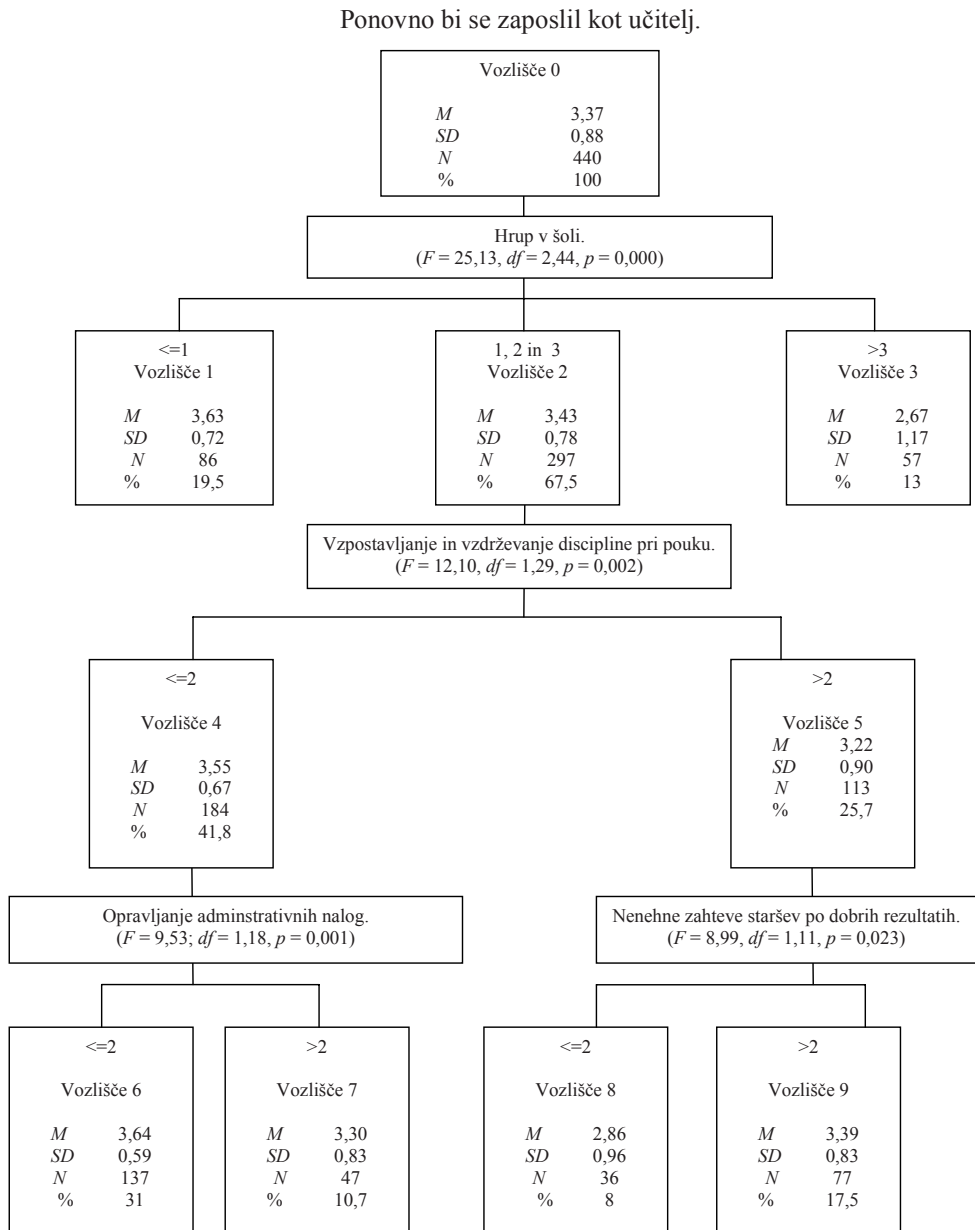 Ponovno bi se zaposlil kot učitelj.
Vozlišče 0
M 3,37
SD 0,88
N 440
% 100
Hrup v šoli.
(F = 25,13, df = 2,44, p = 0,000)
<=1
Vozlišče 1
M 3,63
SD 0,72
N 86
% 19,5
1, 2 in 3
Vozlišče 2
M 3,43
SD 0,78
N 297
% 67,5
>3
Vozlišče 3
M 2,67
SD 1,17
N 57
% 13
Vzpostavljanje in vzdrževanje discipline pri pouku.
(F = 12,10, df = 1,29, p = 0,002)
<=2
Vozlišče 4
M 3,55
SD 0,67
N 184
% 41,8
>2
Vozlišče 5
M 3,22
SD 0,90
N 113
% 25,7
Opravljanje adminstrativnih nalog.
(F = 9,53; df = 1,18, p = 0,001)
Nenehne zahteve staršev po dobrih rezultatih.
(F = 8,99, df = 1,11, p = 0,023)
<=2
Vozlišče 6
M 3,64
SD 0,59
N 137
% 31
>2
Vozlišče 7
M 3,30
SD 0,83
N 47
% 10,7
<=2
Vozlišče 8
M 2,86
SD 0,96
N 36
% 8
>2
Vozlišče 9
M 3,39
SD 0,83
N 77
% 17,5